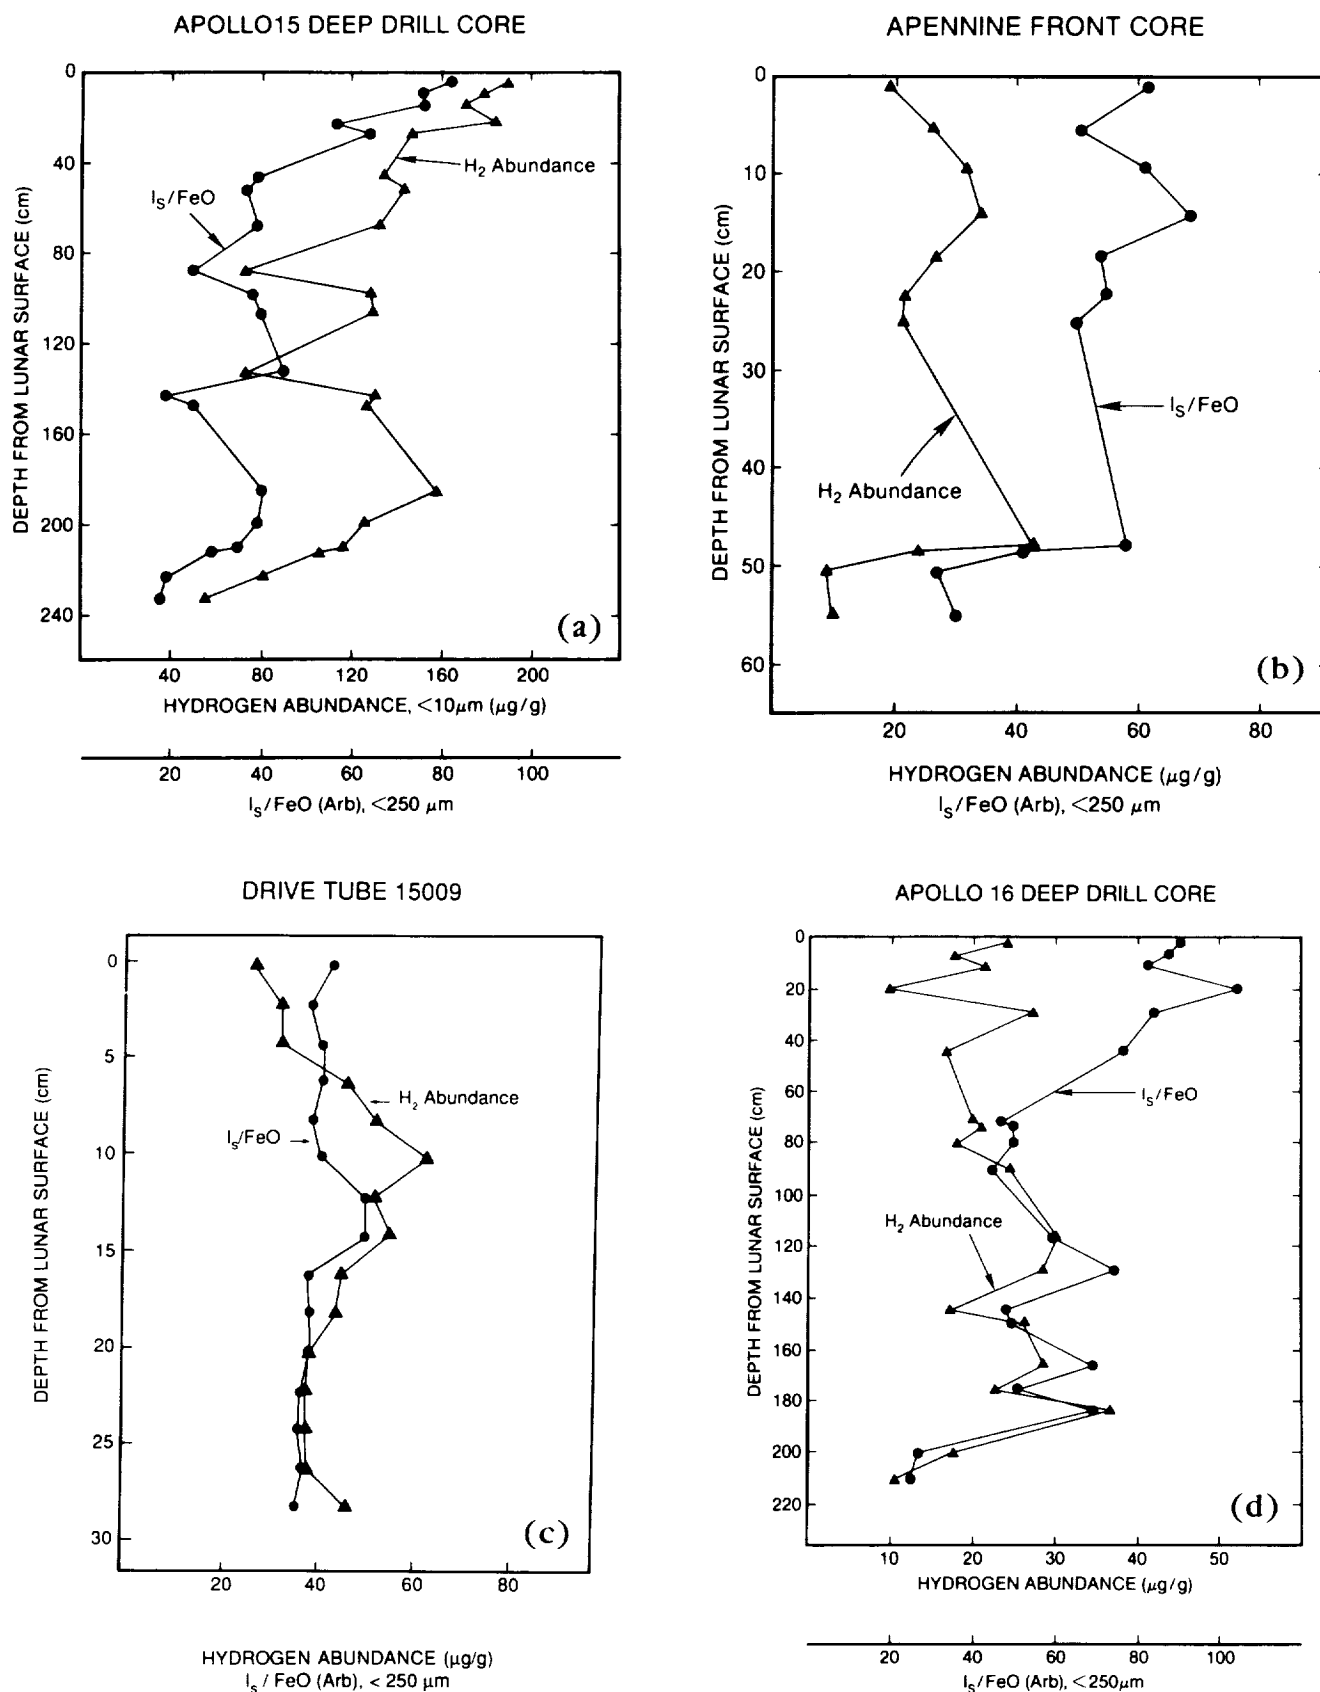 APOLLO15 DEEP DRILL CORE
0
40
80
120
160
200
240
DEPTH FROM LUNAR SURFACE (cm)
Is/FeO
H2 Abundance
(a)
40 80 120 160 200
HYDROGEN ABUNDANCE, <10μm (μg/g)
20 40 60 80 100
Is/FeO (Arb), <250 μm
APENNINE FRONT CORE
0
10
20
30
40
50
60
DEPTH FROM LUNAR SURFACE (cm)
Is/FeO
H2 Abundance
(b)
20 40 60 80
HYDROGEN ABUNDANCE (μg/g)
Is/FeO (Arb), <250 μm
DRIVE TUBE 15009
0
5
10
15
20
25
30
DEPTH FROM LUNAR SURFACE (cm)
H2 Abundance
Is/FeO
(c)
20 40 60 80
HYDROGEN ABUNDANCE (μg/g)
Is / FeO (Arb), < 250 μm
APOLLO 16 DEEP DRILL CORE
0
20
40
60
80
100
120
140
160
180
200
220
DEPTH FROM LUNAR SURFACE (cm)
Is/FeO
H2 Abundance
(d)
10 20 30 40 50
HYDROGEN ABUNDANCE (μg/g)
20 40 60 80 100
Is/FeO (Arb), <250μm